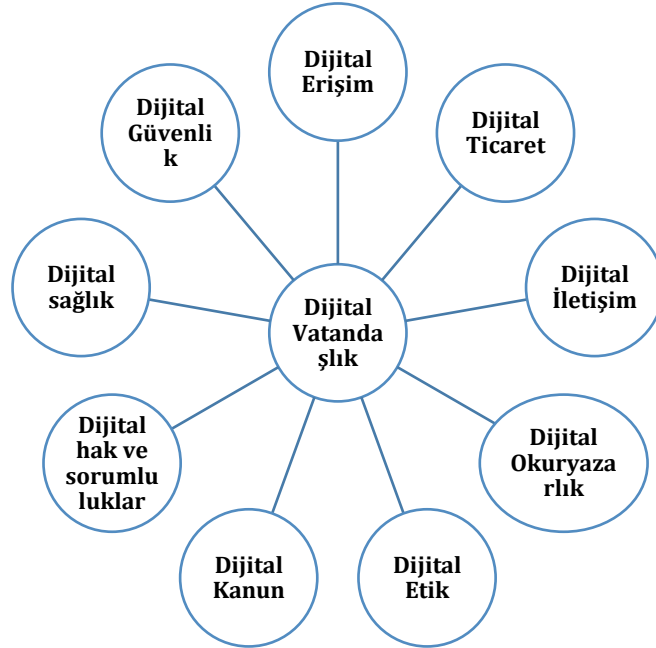 Dijital
Erişim
Dijital
Ticaret
Dijital
İletişim
Dijital
Okuryaza
rlık
Dijital
Etik
Dijital
Kanun
Dijital
hak ve
sorumlu
luklar
Dijital
sağlık
Dijital
Güvenli
k
Dijital
Vatanda
şlık